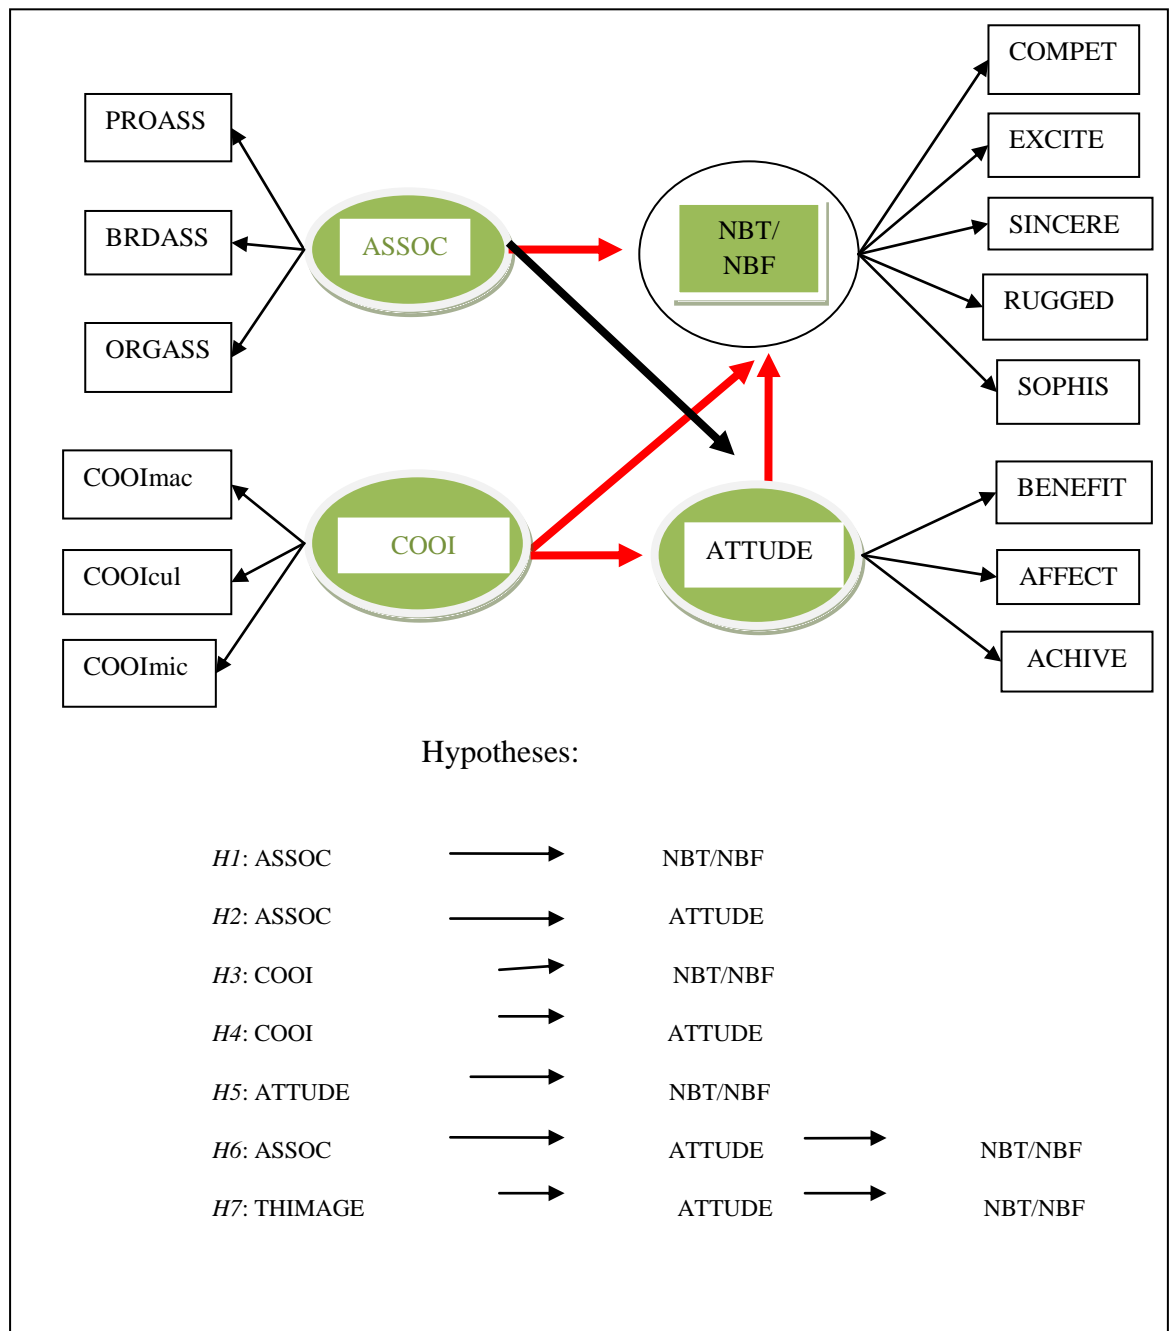 COMPET
PROASS
EXCITE
BRDASS
ASSOC
NBT/
NBF
SINCERE
ORGASS
RUGGED
SOPHIS
COOImac
BENEFIT
COOIcul
COOI
ATTUDE
AFFECT
COOImic
ACHIVE
Hypotheses:
H1: ASSOC NBT/NBF
H2: ASSOC ATTUDE
H3: COOI NBT/NBF
H4: COOI ATTUDE
H5: ATTUDE NBT/NBF
H6: ASSOC ATTUDE NBT/NBF
H7: THIMAGE ATTUDE NBT/NBF